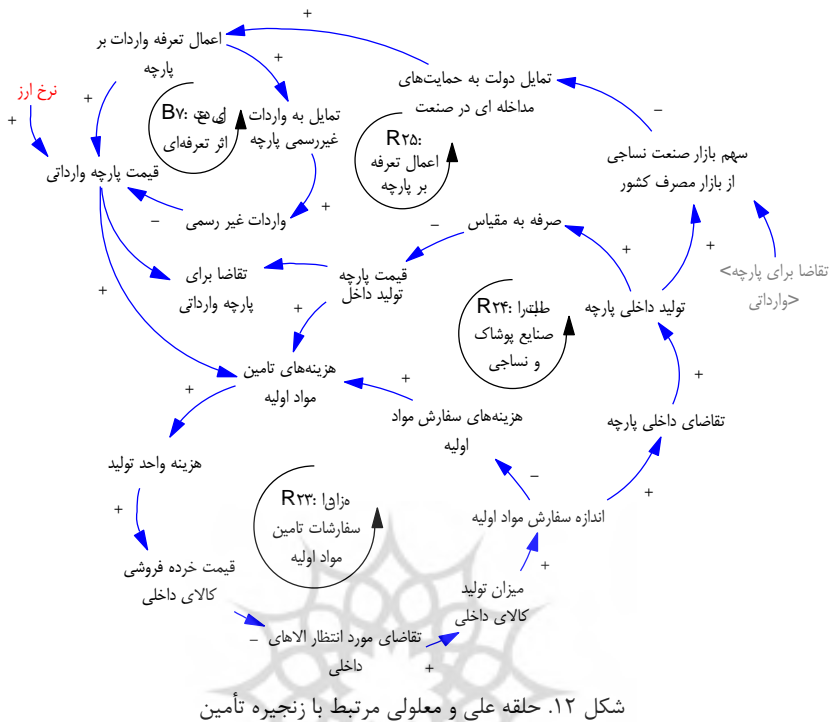 اعمال تعرفه واردات بر
پارچه
نرخ ارز
تمایل به واردات
غیررسمی پارچه
B۷:
اثر تعرفه‌ای
قیمت پارچه وارداتی
واردات غیر رسمی
تمایل دولت به حمایت‌های
مداخله ای در صنعت
R۲۵:
اعمال تعرفه
بر پارچه
سهم بازار صنعت نساجی
از بازار مصرف کشور
صرفه به مقیاس
تقاضا برای
پارچه وارداتی
قیمت پارچه
تولید داخل
<تقاضا برای پارچه
وارداتی>
تولید داخلی پارچه
R۲۴:
صنایع پوشاک
و نساجی
هزینه‌های تامین
مواد اولیه
هزینه‌های سفارش مواد
اولیه
تقاضای داخلی پارچه
هزینه واحد تولید
R۲۳:
سفارشات تامین
مواد اولیه
اندازه سفارش مواد اولیه
قیمت خرده فروشی
کالای داخلی
میزان تولید
کالای داخلی
تقاضای مورد انتظار الاهای
داخلی
شکل ۱۲. حلقه علی و معلولی مرتبط با زنجیره تأمین